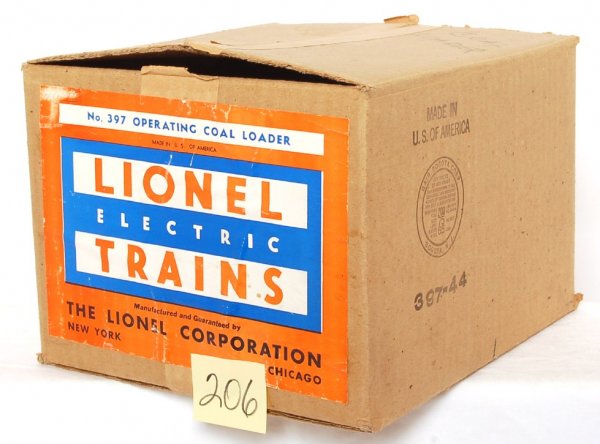 No. 397 OPERATING COAL LOADER
MADE IN U. S. OF AMERICA
LIONEL
ELECTRIC
TRAINS
Manufactured and Guaranteed by
THE LIONEL CORPORATION
NEW YORK
CHICAGO
206
MADE IN
U.S. OF AMERICA
397-44